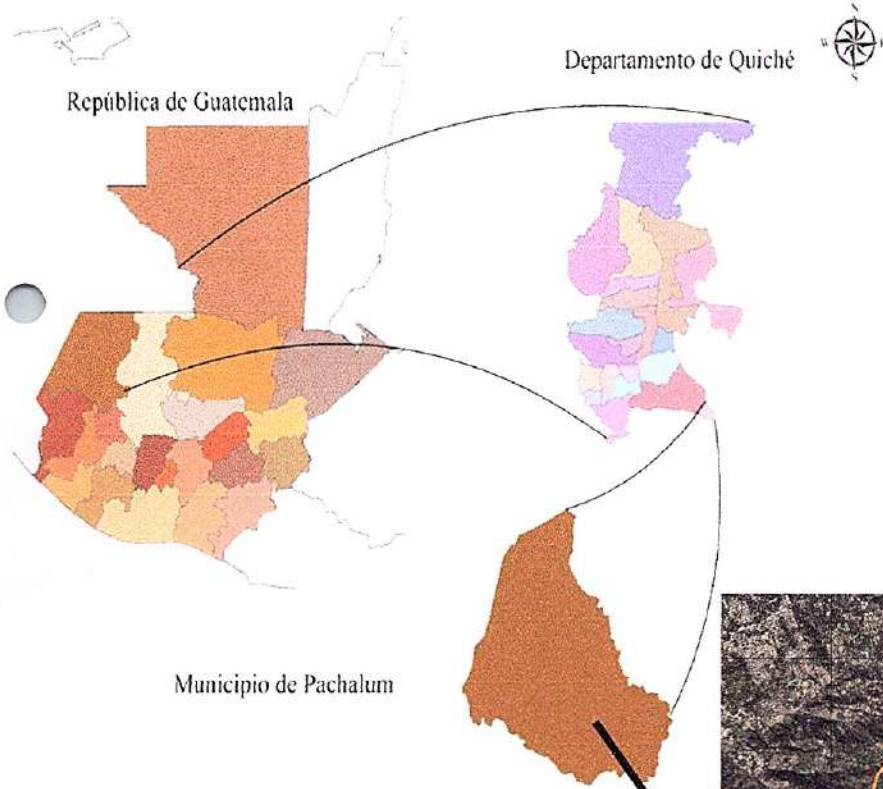 Departamento de Quiché
República de Guatemala
Municipio de Pachalum
N
W
S